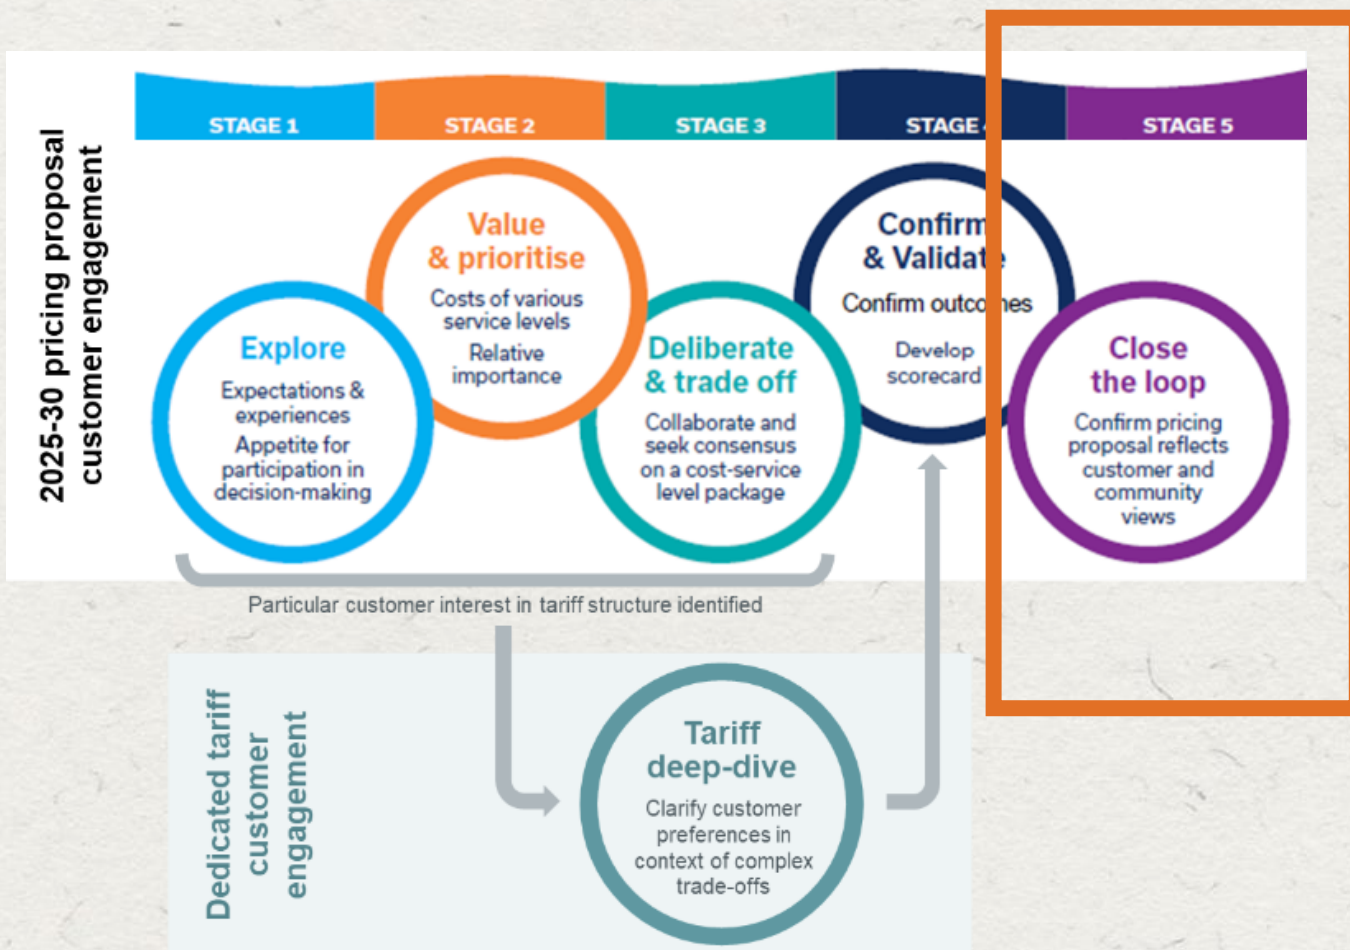 2025-30 pricing proposal
customer engagement
STAGE 1
STAGE 2
STAGE 3
STAGE
STAGE 5
Explore
Expectations &
experiences
Appetite for
participation in
decision-making
Value
& prioritise
Costs of various
service levels
Relative
importance
Deliberate
& trade off
Collaborate and
seek consensus
on a cost-service
level package
Confirm
& Validate
Confirm outcomes
Develop
scorecard
Close
the loop
Confirm pricing
proposal reflects
customer and
community
views
Particular customer interest in tariff structure identified
Dedicated tariff
customer
engagement
Tariff
deep-dive
Clarify customer
preferences in
context of complex
trade-offs